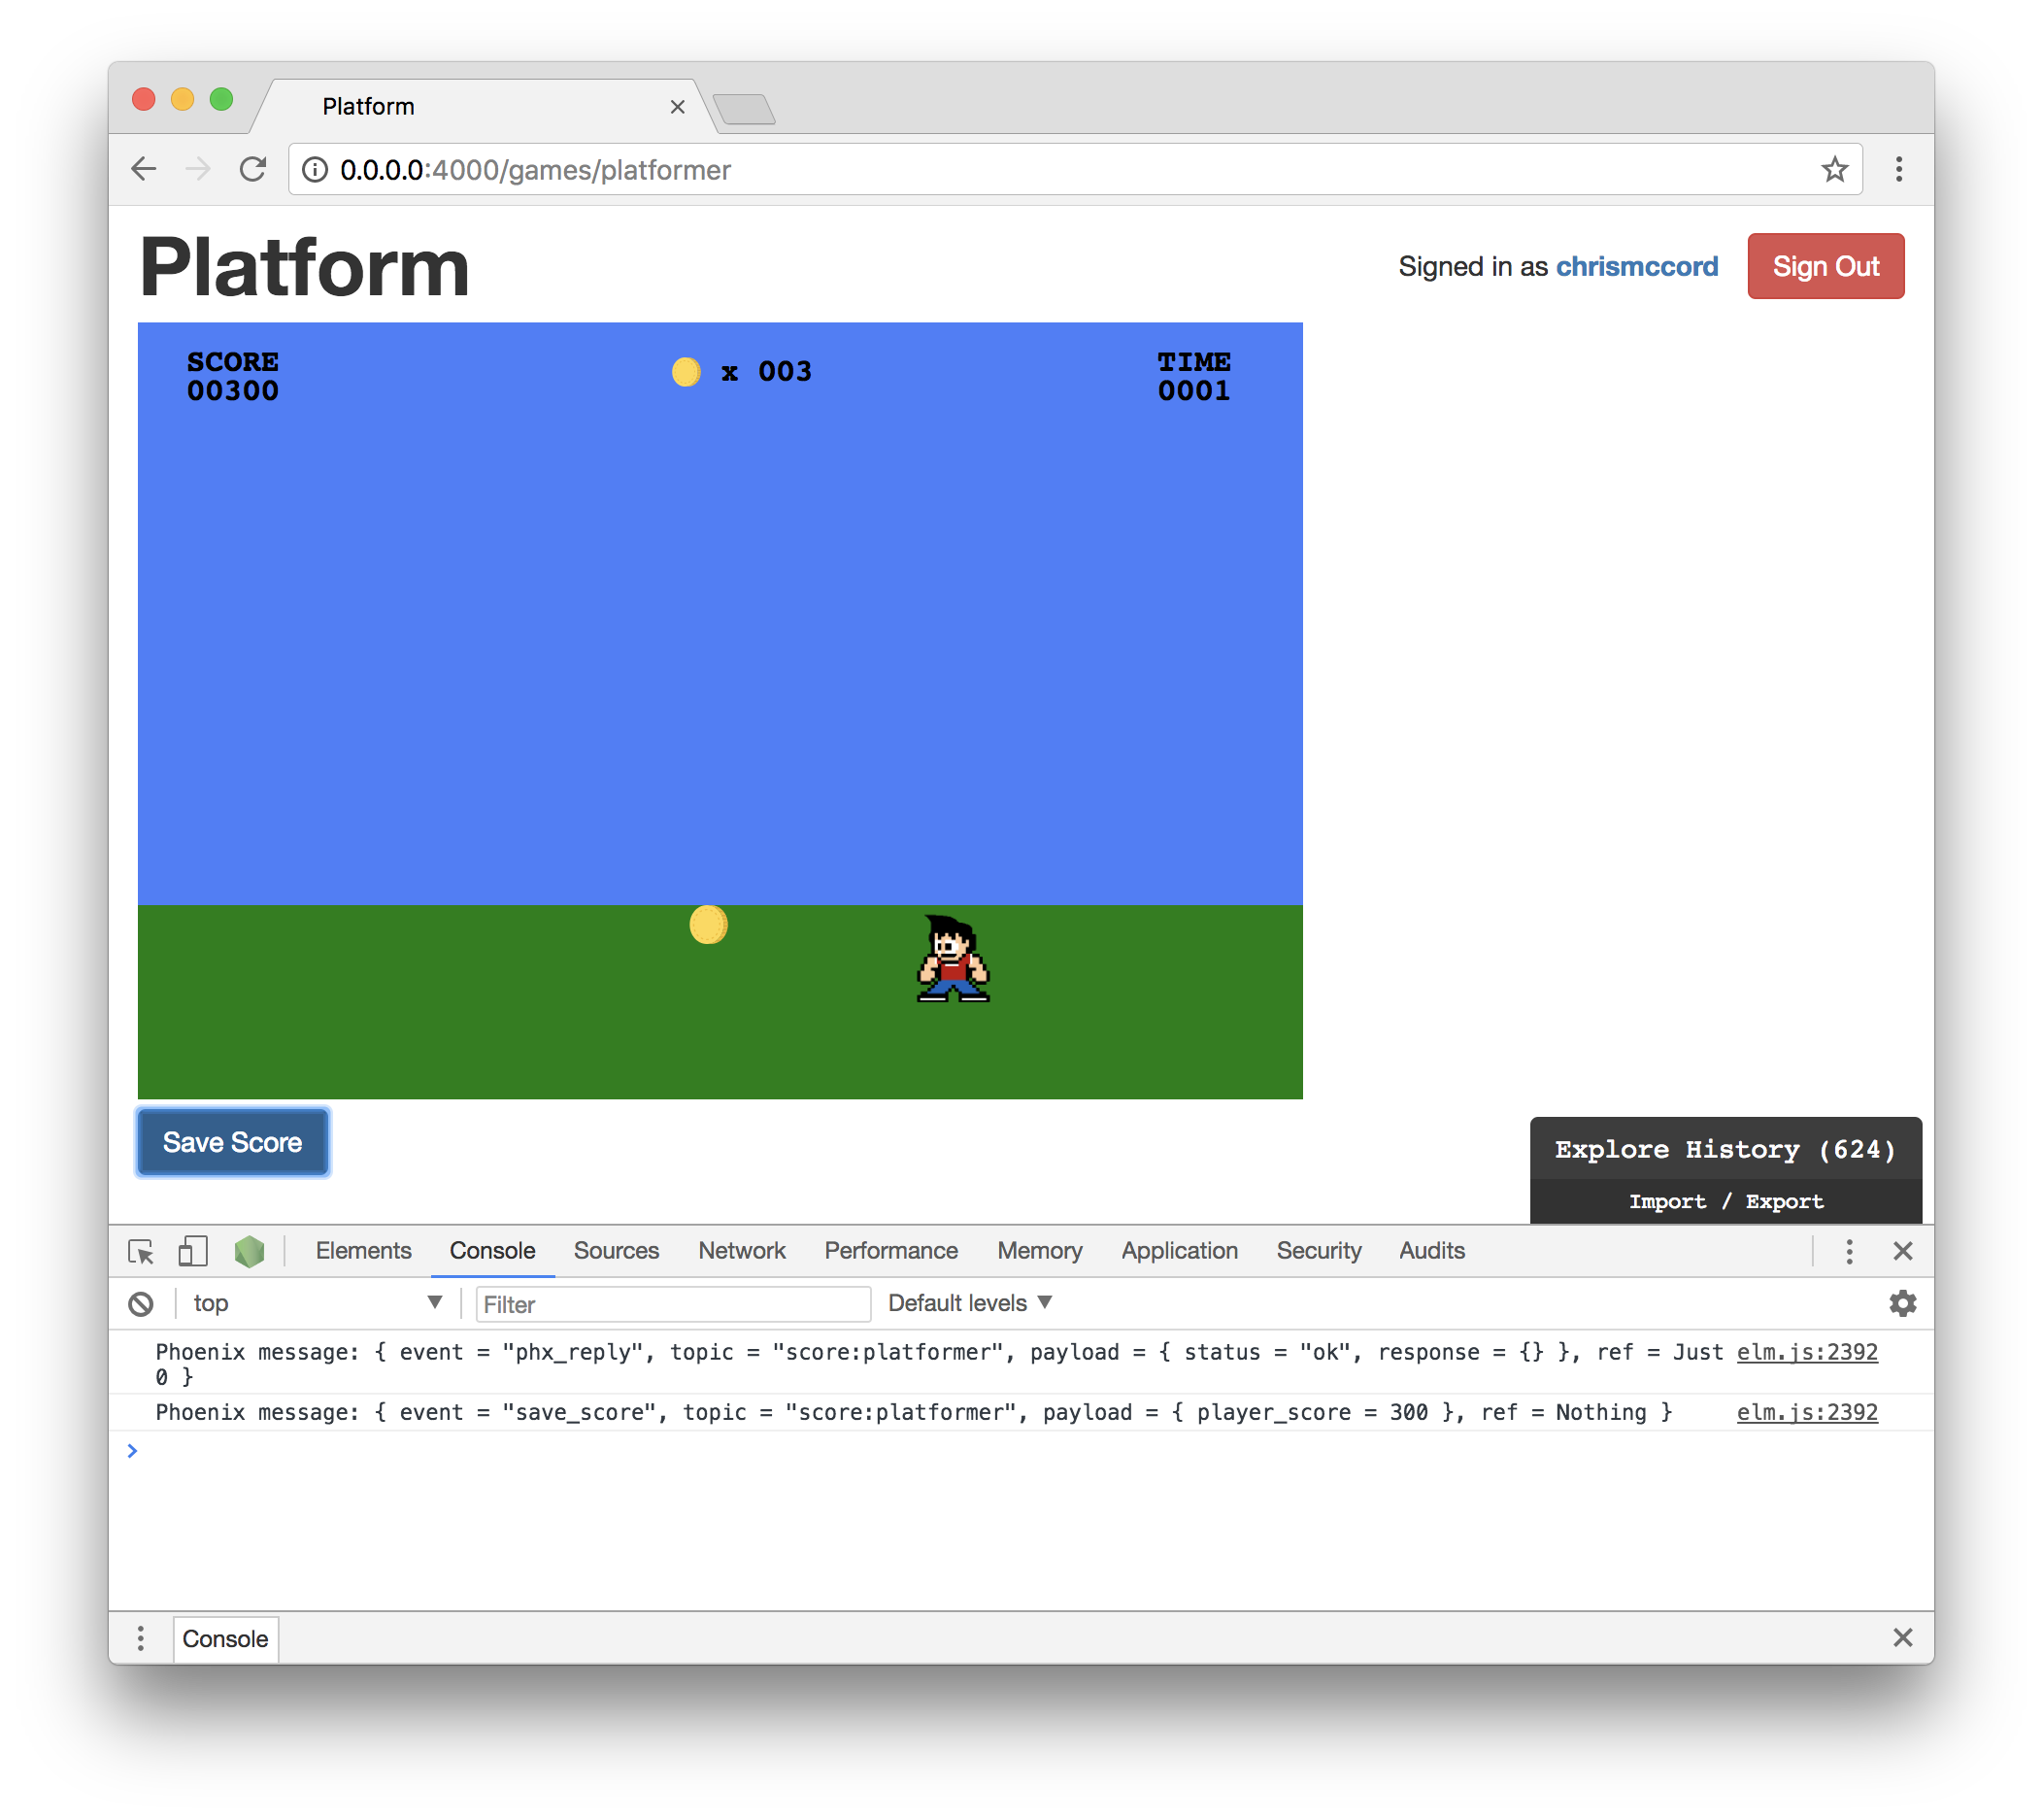 Platform
0.0.0.0:4000/games/platformer
Platform
Signed in as chrismccord
Sign Out
SCORE
00300
x 003
TIME
0001
Save Score
Explore History (624)
Import / Export
Elements Console Sources Network Performance Memory Application Security Audits
top
Filter
Default levels
Phoenix message: { event = "phx_reply", topic = "score:platformer", payload = { status = "ok", response = {} }, ref = Just elm.js:2392
0 }
Phoenix message: { event = "save_score", topic = "score:platformer", payload = { player_score = 300 }, ref = Nothing } elm.js:2392
Console